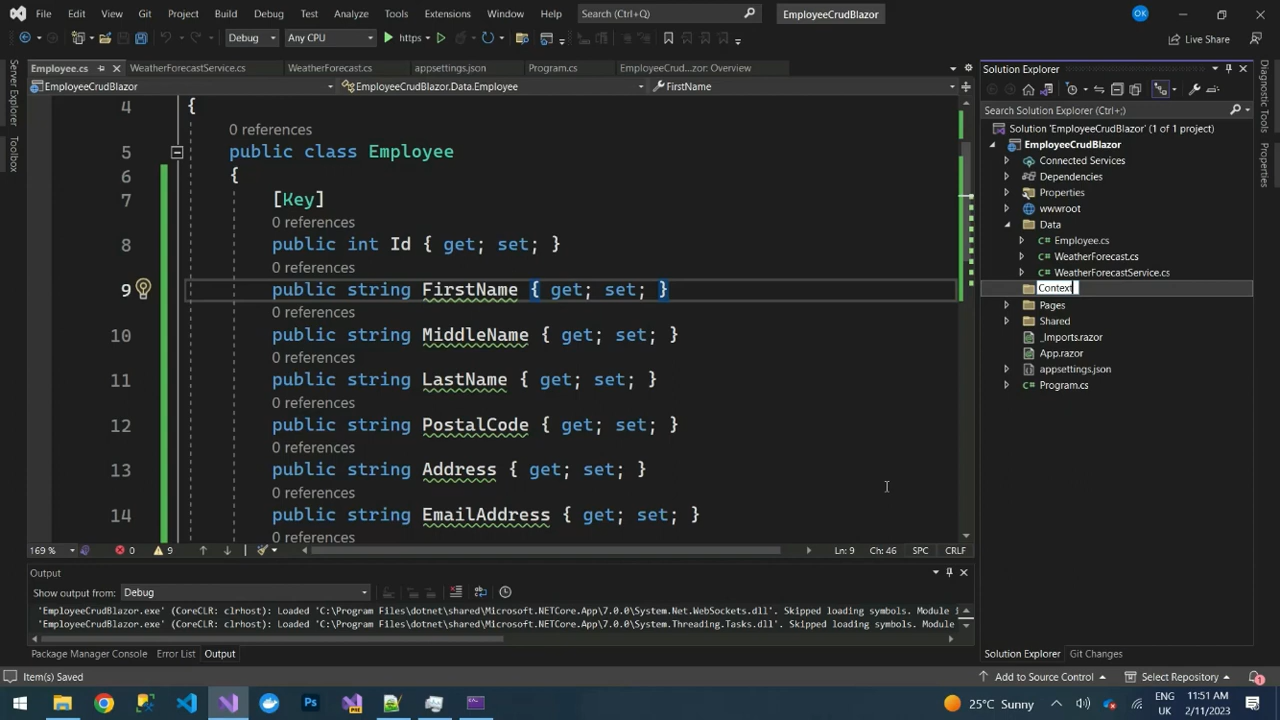 File Edit View Git Project Build Debug Test Analyze Tools Extensions Window Help Search (Ctrl+Q) EmployeeCrudBlazor OK
Debug Any CPU https Live Share
Server Explorer
Toolbox
Employee.cs WeatherForecastService.cs WeatherForecast.cs appsettings.json Program.cs EmployeeCrud...zor: Overview
EmployeeCrudBlazor EmployeeCrudBlazor.Data.Employee FirstName
4 {
0 references
5 public class Employee
6 {
7 [Key]
0 references
8 public int Id { get; set; }
0 references
9 public string FirstName { get; set; }
0 references
10 public string MiddleName { get; set; }
0 references
11 public string LastName { get; set; }
0 references
12 public string PostalCode { get; set; }
0 references
13 public string Address { get; set; }
0 references
14 public string EmailAddress { get; set; }
0 references
169 % 0 9 Ln: 9 Ch: 46 SPC CRLF
Output
Show output from: Debug
'EmployeeCrudBlazor.exe' (CoreCLR: clrhost): Loaded 'C:\Program Files\dotnet\shared\Microsoft.NETCore.App\7.0.0\System.Net.WebSockets.dll'. Skipped loading symbols. Module i
'EmployeeCrudBlazor.exe' (CoreCLR: clrhost): Loaded 'C:\Program Files\dotnet\shared\Microsoft.NETCore.App\7.0.0\System.Threading.Tasks.dll'. Skipped loading symbols. Module
Package Manager Console Error List Output
Solution Explorer
Search Solution Explorer (Ctrl+;)
Solution 'EmployeeCrudBlazor' (1 of 1 project)
EmployeeCrudBlazor
Connected Services
Dependencies
Properties
wwwroot
Data
Employee.cs
WeatherForecast.cs
WeatherForecastService.cs
Context
Pages
Shared
_Imports.razor
App.razor
appsettings.json
Program.cs
Solution Explorer Git Changes
Diagnostic Tools
Properties
Item(s) Saved Add to Source Control Select Repository 1
25°C Sunny ENG UK 11:51 AM 2/11/2023